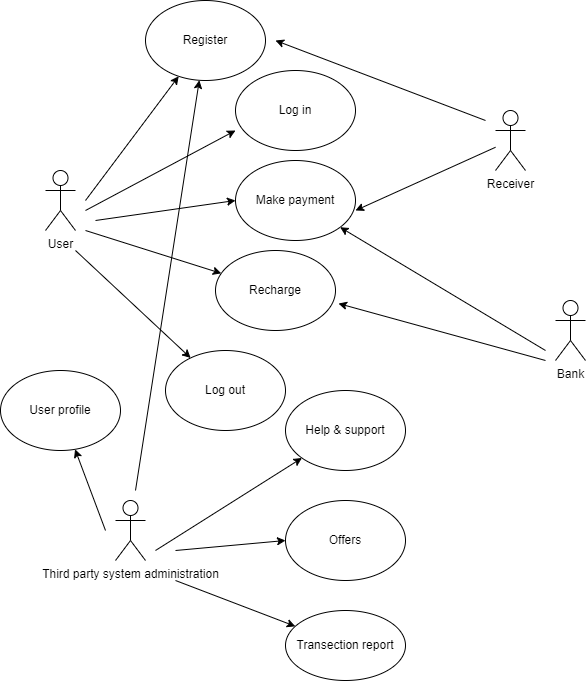 Register
Log in
Receiver
Make payment
User
Recharge
Bank
Log out
User profile
Help & support
Offers
Third party system administration
Transection report